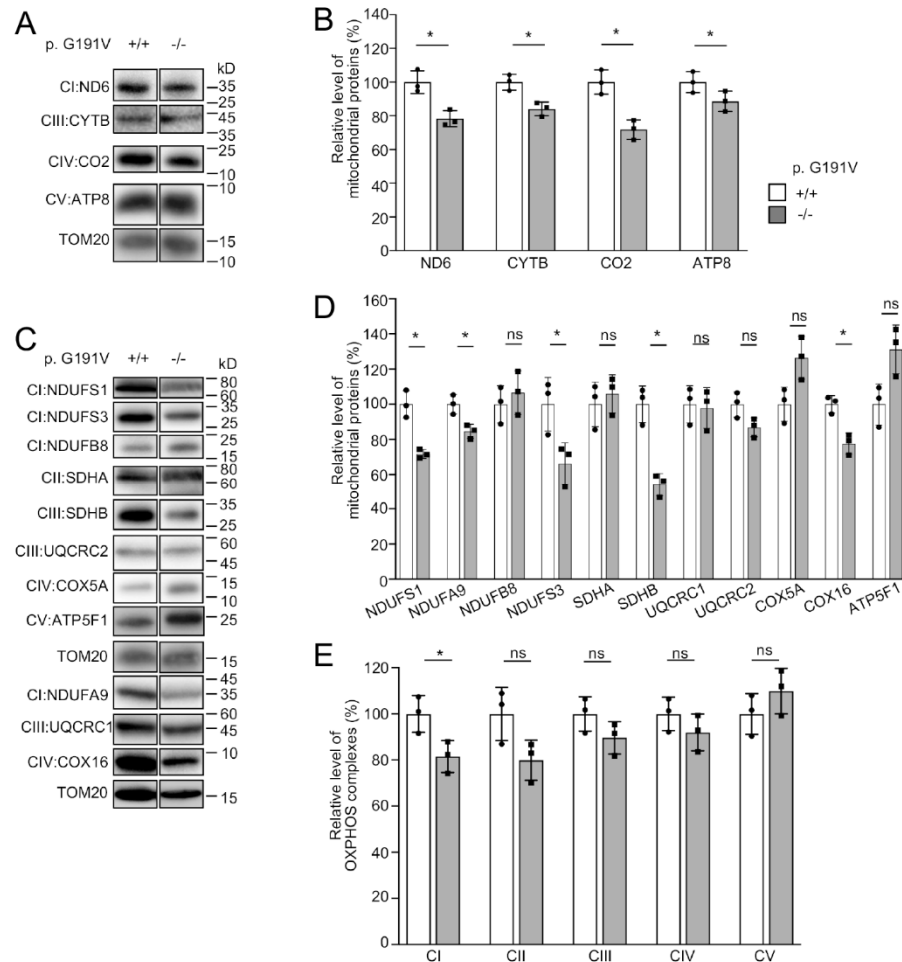 A
p. G191V +/+ -/-
kD
CI:ND6
35
25
CIII:CYTB
45
35
CIV:CO2
25
10
CV:ATP8
10
TOM20
15
10
B
Relative level of
mitochondrial proteins (%)
140
120
100
80
60
40
20
0
* * * *
ND6 CYTB CO2 ATP8
p. G191V
+/+
-/-
C
p. G191V +/+ -/-
kD
CI:NDUFS1
80
60
CI:NDUFS3
35
25
CI:NDUFB8
25
15
CII:SDHA
80
60
CIII:SDHB
35
25
CIII:UQCRC2
60
45
CIV:COX5A
15
10
CV:ATP5F1
25
TOM20
15
CI:NDUFA9
45
35
CIII:UQCRC1
60
45
CIV:COX16
10
TOM20
15
D
Relative level of
mitochondrial proteins (%)
160
140
120
100
80
60
40
20
0
* * ns * ns * ns ns ns * ns
NDUFS1 NDUFA9 NDUFB8 NDUFS3 SDHA SDHB UQCRC1 UQCRC2 COX5A COX16 ATP5F1
E
Relative level of
OXPHOS complexes (%)
120
100
80
60
40
20
0
* ns ns ns ns
CI CII CIII CIV CV